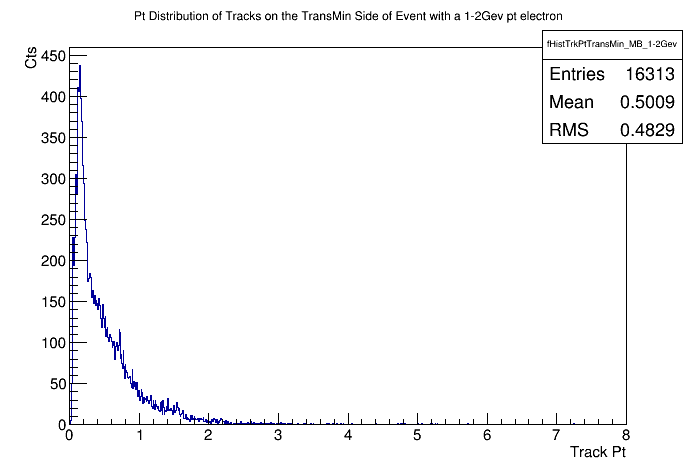 Pt Distribution of Tracks on the TransMin Side of Event with a 1-2Gev pt electron
fHistTrkPtTransMin_MB_1-2Gev
Entries 16313
Mean 0.5009
RMS 0.4829
Cts
450
400
350
300
250
200
150
100
50
0
0 1 2 3 4 5 6 7 8
Track Pt